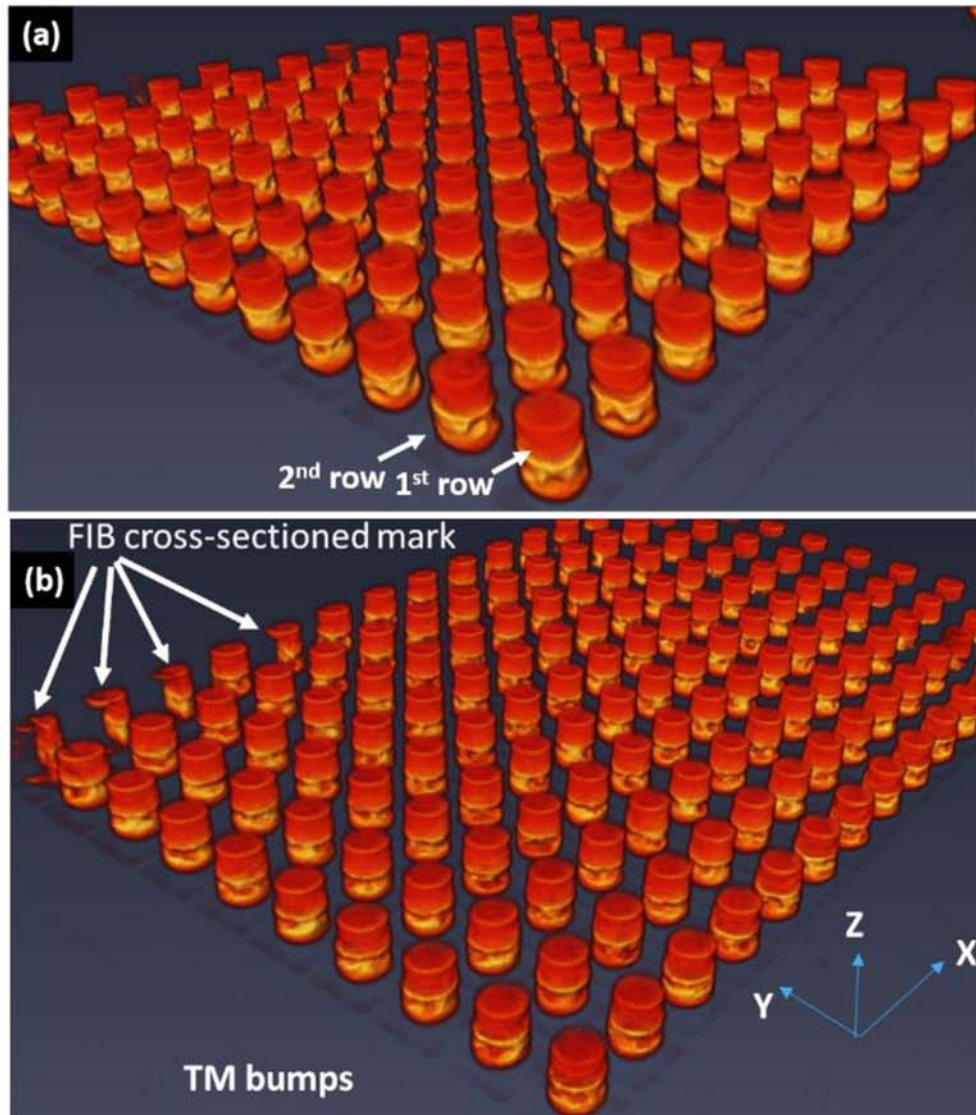 (a)
2nd row 1st row
FIB cross-sectioned mark
(b)
Z
X
Y
TM bumps